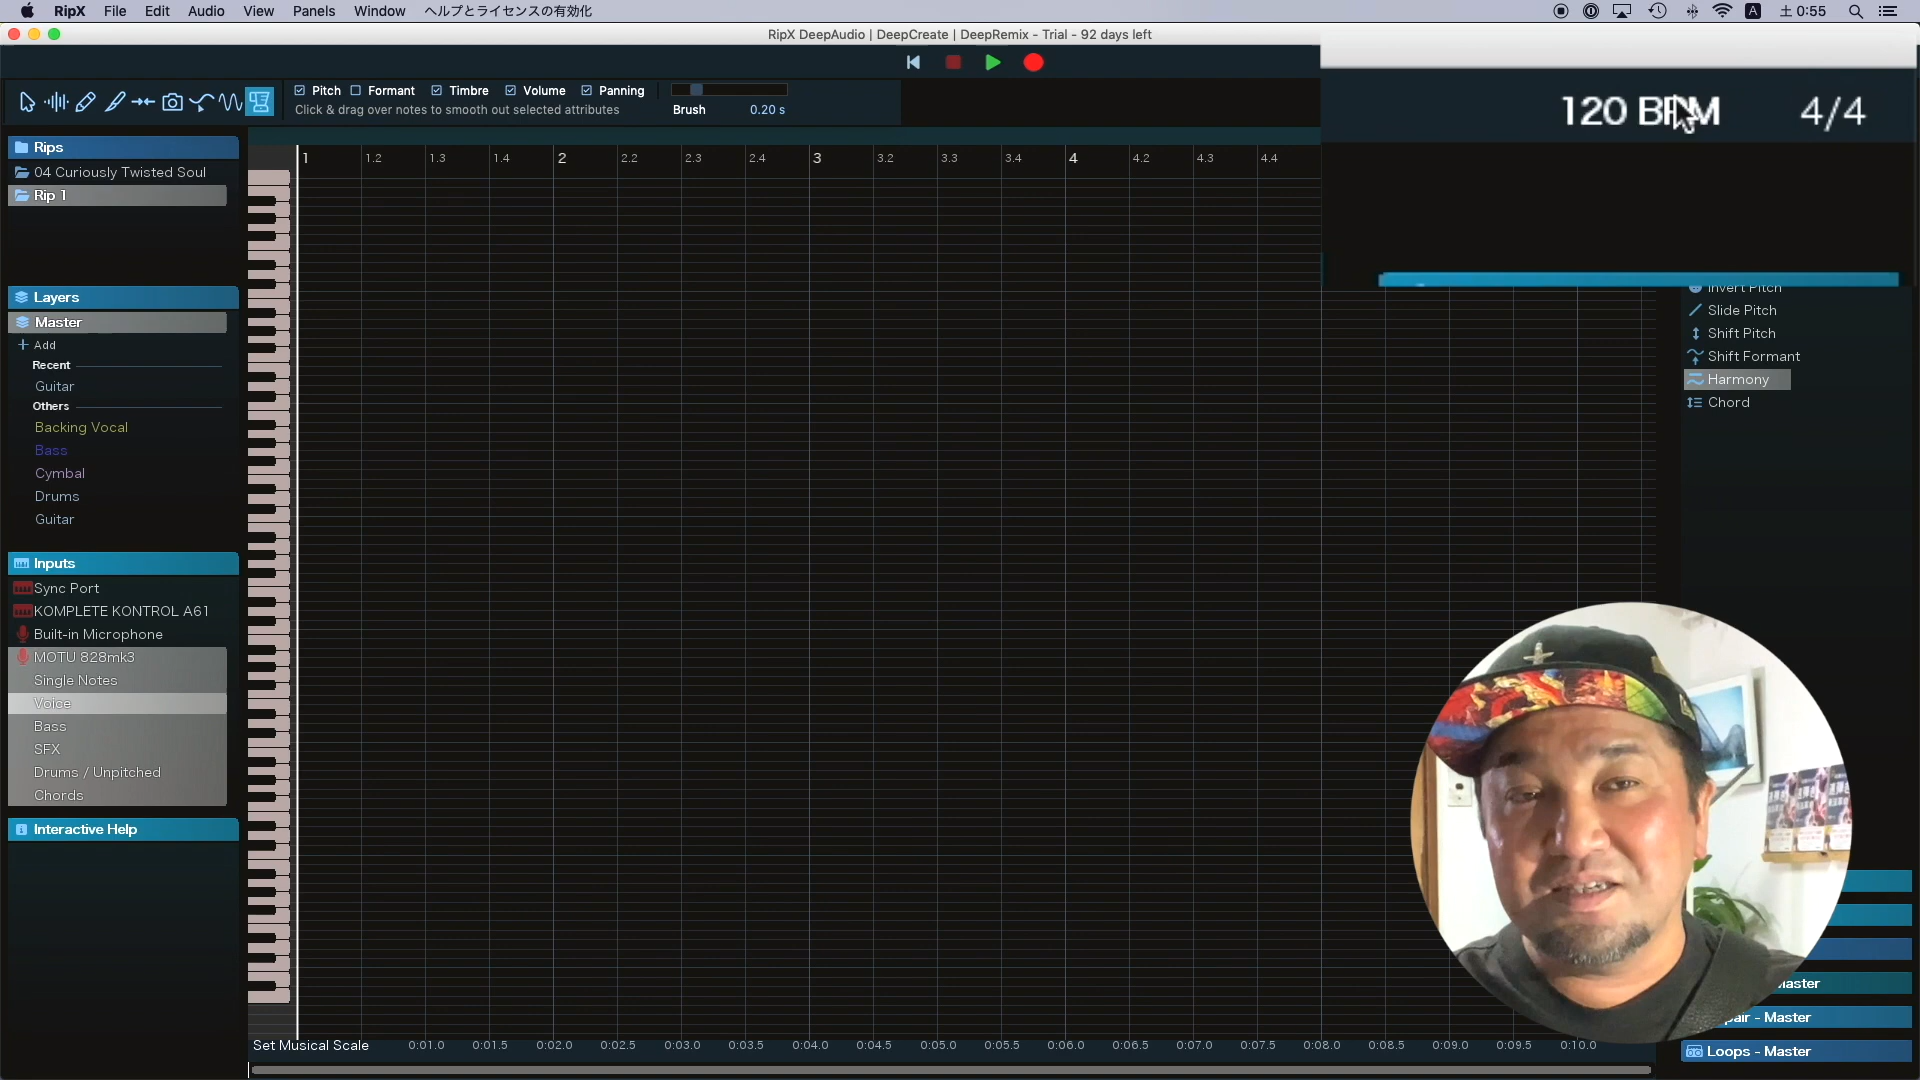 RipX File Edit Audio View Panels Window ヘルプとライセンスの有効化
A 土 0:55
RipX DeepAudio | DeepCreate | DeepRemix - Trial - 92 days left
120 BPM 4/4
Pitch Formant Timbre Volume Panning
Click & drag over notes to smooth out selected attributes Brush 0.20 s
Rips
04 Curiously Twisted Soul
Rip 1
1 1.2 1.3 1.4 2 2.2 2.3 2.4 3 3.2 3.3 3.4 4 4.2 4.3 4.4
Layers
Master
Add
Recent
Guitar
Others
Backing Vocal
Bass
Cymbal
Drums
Guitar
Inputs
Sync Port
KOMPLETE KONTROL A61
Built-in Microphone
MOTU 828mk3
Single Notes
Voice
Bass
SFX
Drums / Unpitched
Chords
Interactive Help
Invert Pitch
Slide Pitch
Shift Pitch
Shift Formant
Harmony
Chord
Master
pair - Master
Loops - Master
Set Musical Scale 0:01.0 0:01.5 0:02.0 0:02.5 0:03.0 0:03.5 0:04.0 0:04.5 0:05.0 0:05.5 0:06.0 0:06.5 0:07.0 0:07.5 0:08.0 0:08.5 0:09.0 0:09.5 0:10.0